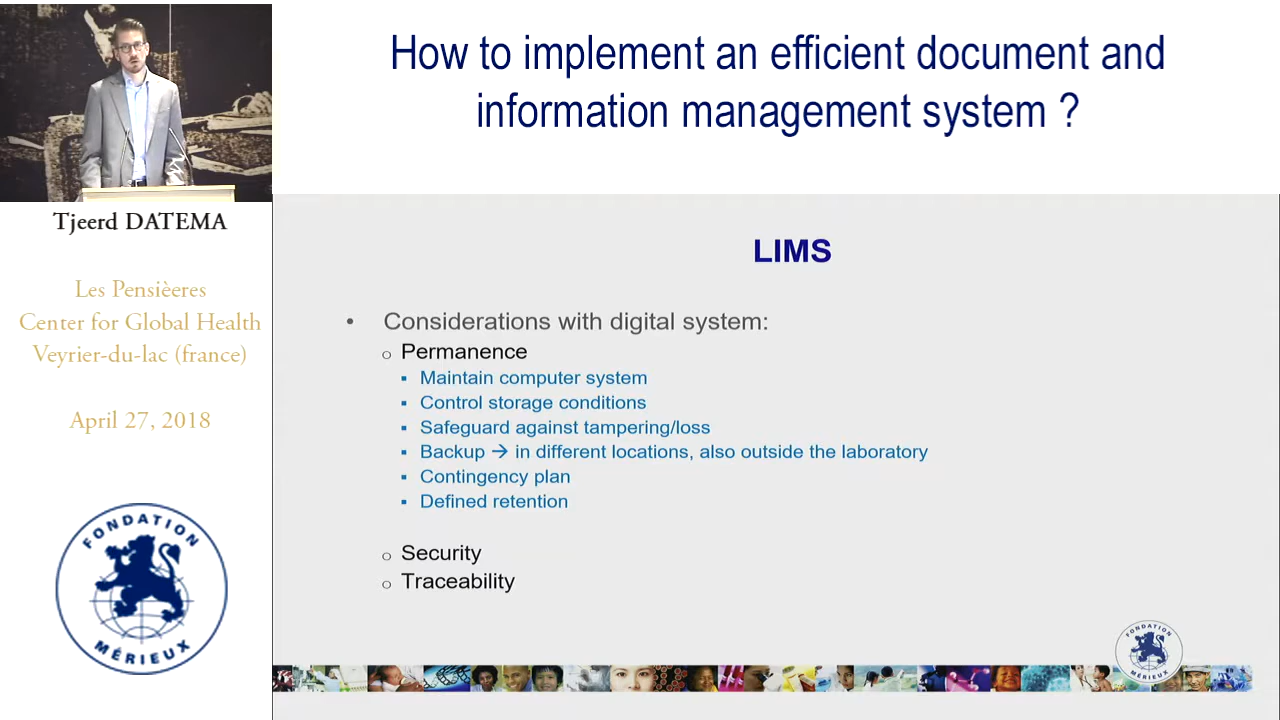 How to implement an efficient document and
information management system ?
Tjeerd DATEMA
Les Pensièeres
Center for Global Health
Veyrier-du-lac (france)
April 27, 2018
FONDATION
MÉRIEUX
LIMS
• Considerations with digital system:
o Permanence
▪ Maintain computer system
▪ Control storage conditions
▪ Safeguard against tampering/loss
▪ Backup → in different locations, also outside the laboratory
▪ Contingency plan
▪ Defined retention
o Security
o Traceability
FONDATION
MÉRIEUX